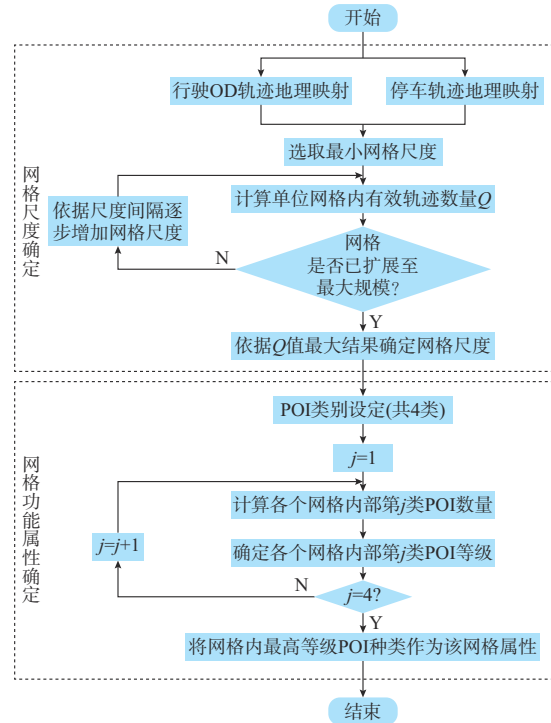 开始
行驶OD轨迹地理映射
停车轨迹地理映射
选取最小网格尺度
计算单位网格内有效轨迹数量Q
依据尺度间隔逐
步增加网格尺度
网格
是否已扩展至
最大规模?
N
Y
依据Q值最大结果确定网格尺度
网格尺度确定
POI类别设定(共4类)
j=1
计算各个网格内部第j类POI数量
j=j+1
确定各个网格内部第j类POI等级
j=4?
N
Y
将网格内最高等级POI种类作为该网格属性
网格功能属性确定
结束